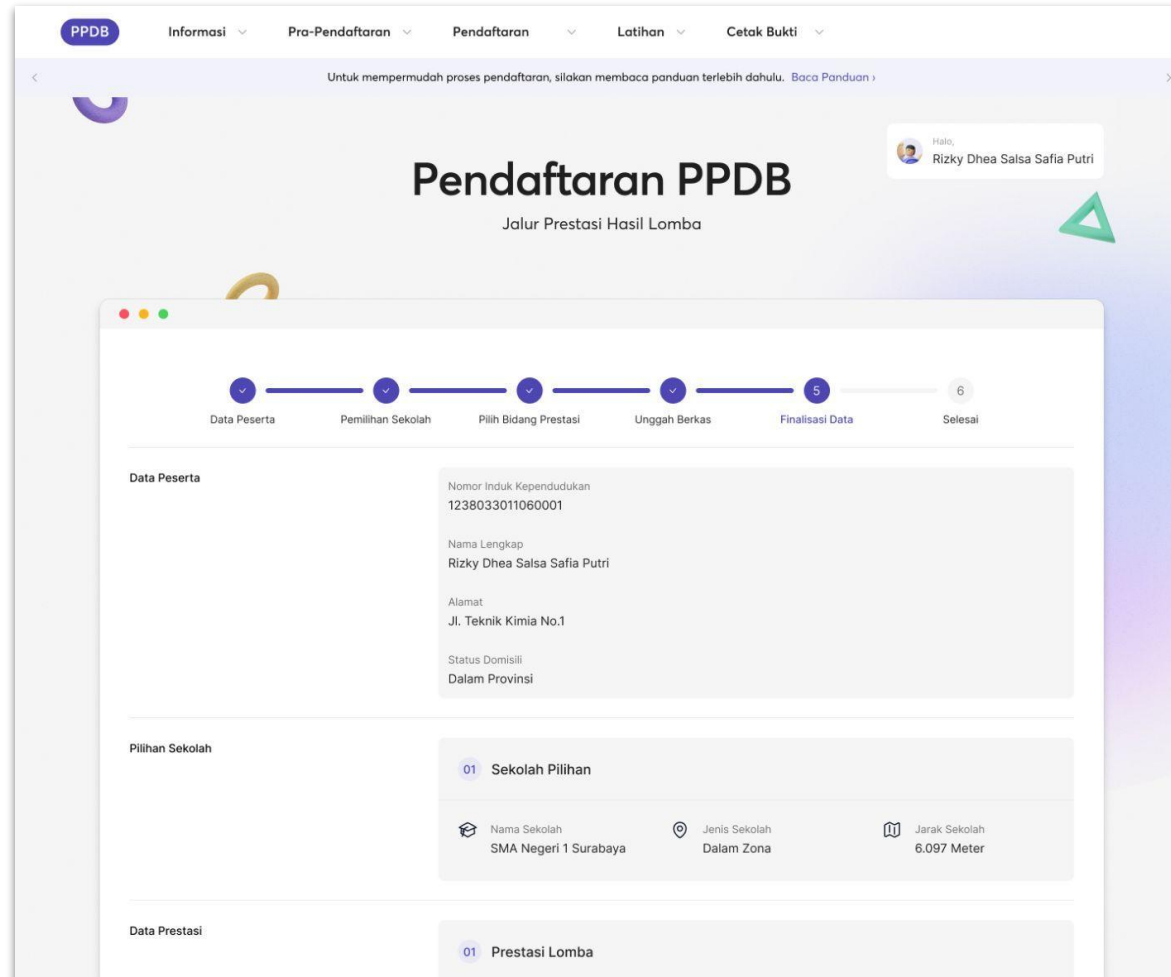 PPDB Informasi Pra-Pendaftaran Pendaftaran Latihan Cetak Bukti
Untuk mempermudah proses pendaftaran, silakan membaca panduan terlebih dahulu. Baca Panduan ›
Halo,
Rizky Dhea Salsa Safia Putri
Pendaftaran PPDB
Jalur Prestasi Hasil Lomba
5 6
Data Peserta Pemilihan Sekolah Pilih Bidang Prestasi Unggah Berkas Finalisasi Data Selesai
Data Peserta
Nomor Induk Kependudukan
1238033011060001
Nama Lengkap
Rizky Dhea Salsa Safia Putri
Alamat
Jl. Teknik Kimia No.1
Status Domisili
Dalam Provinsi
Pilihan Sekolah
01 Sekolah Pilihan
Nama Sekolah Jenis Sekolah Jarak Sekolah
SMA Negeri 1 Surabaya Dalam Zona 6.097 Meter
Data Prestasi
01 Prestasi Lomba